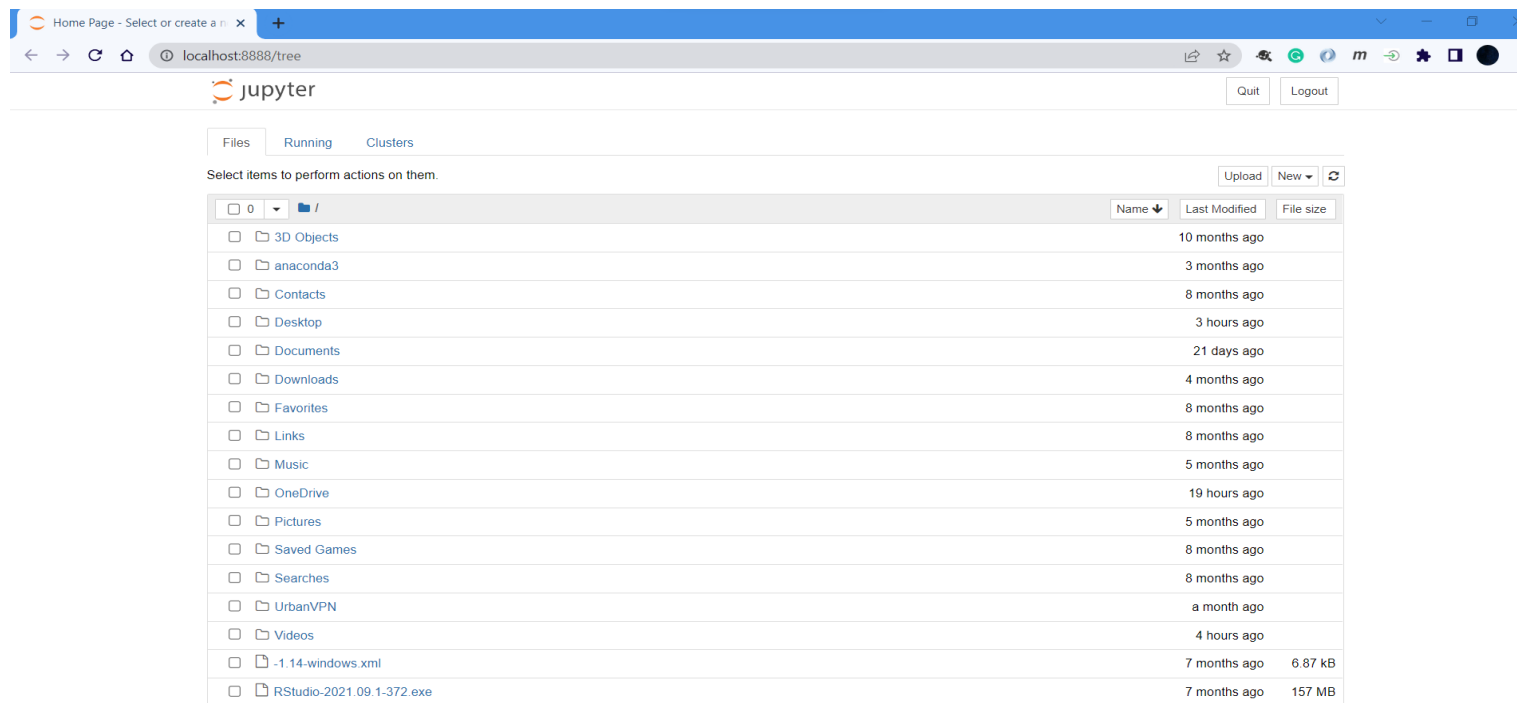 Home Page - Select or create a n
localhost:8888/tree
jupyter
Quit Logout
Files Running Clusters
Select items to perform actions on them.
Upload New
0 / Name Last Modified File size
3D Objects 10 months ago
anaconda3 3 months ago
Contacts 8 months ago
Desktop 3 hours ago
Documents 21 days ago
Downloads 4 months ago
Favorites 8 months ago
Links 8 months ago
Music 5 months ago
OneDrive 19 hours ago
Pictures 5 months ago
Saved Games 8 months ago
Searches 8 months ago
UrbanVPN a month ago
Videos 4 hours ago
-1.14-windows.xml 7 months ago 6.87 kB
RStudio-2021.09.1-372.exe 7 months ago 157 MB